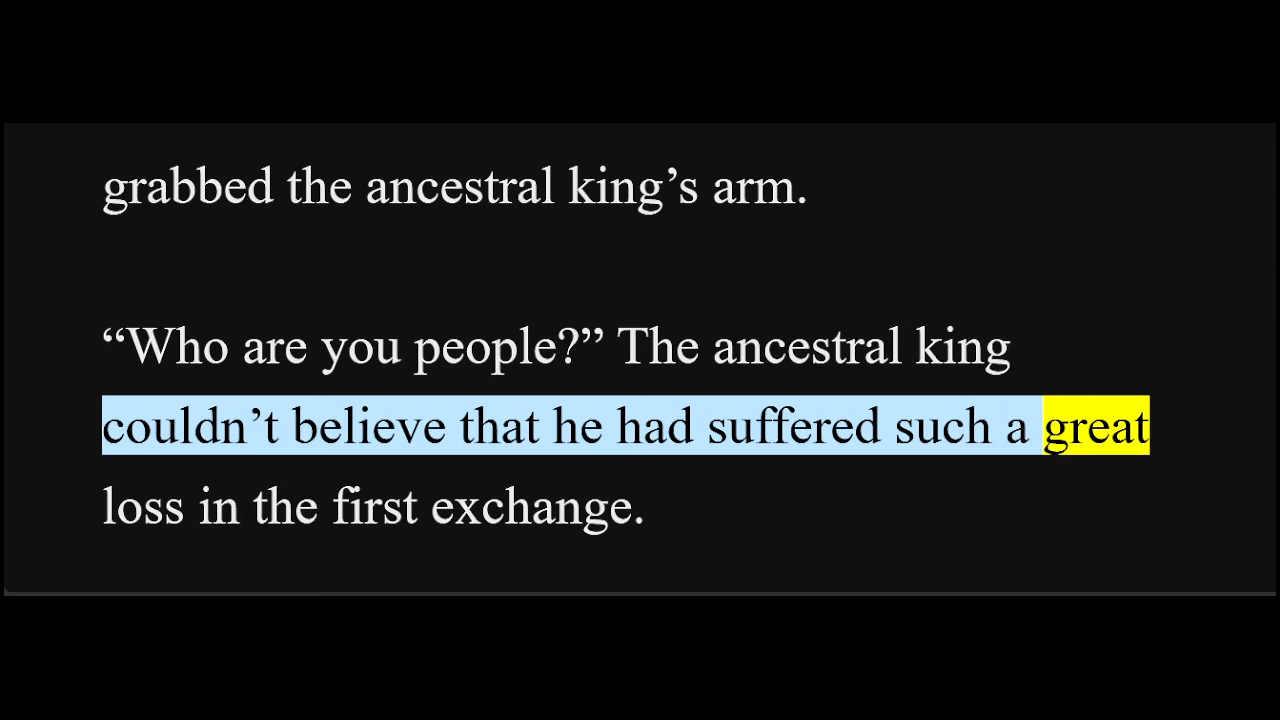 grabbed the ancestral king’s arm.
“Who are you people?” The ancestral king
couldn’t believe that he had suffered such a great
loss in the first exchange.